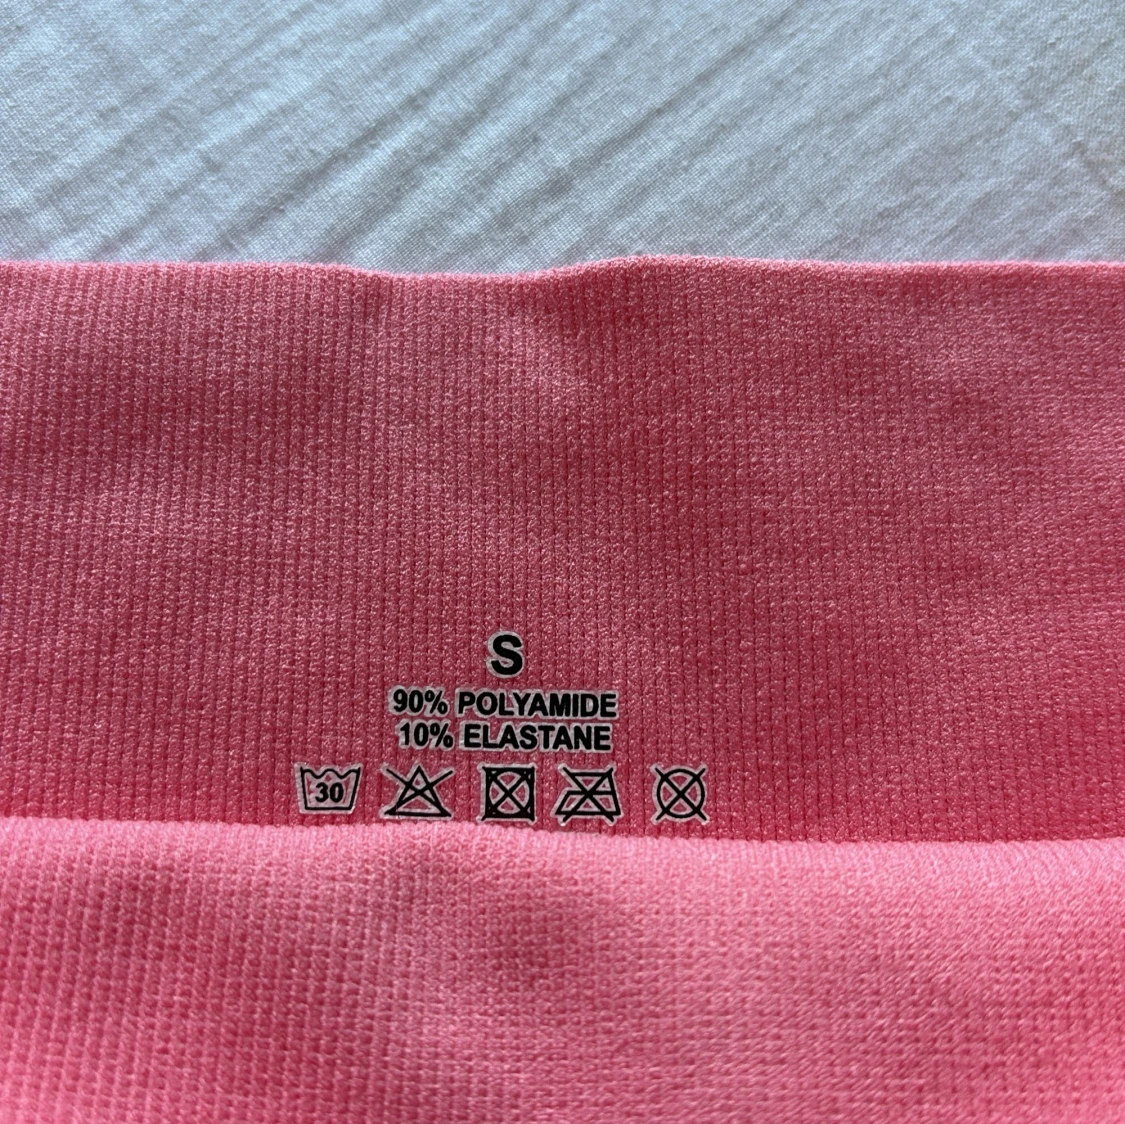 S
90% POLYAMIDE
10% ELASTANE
30